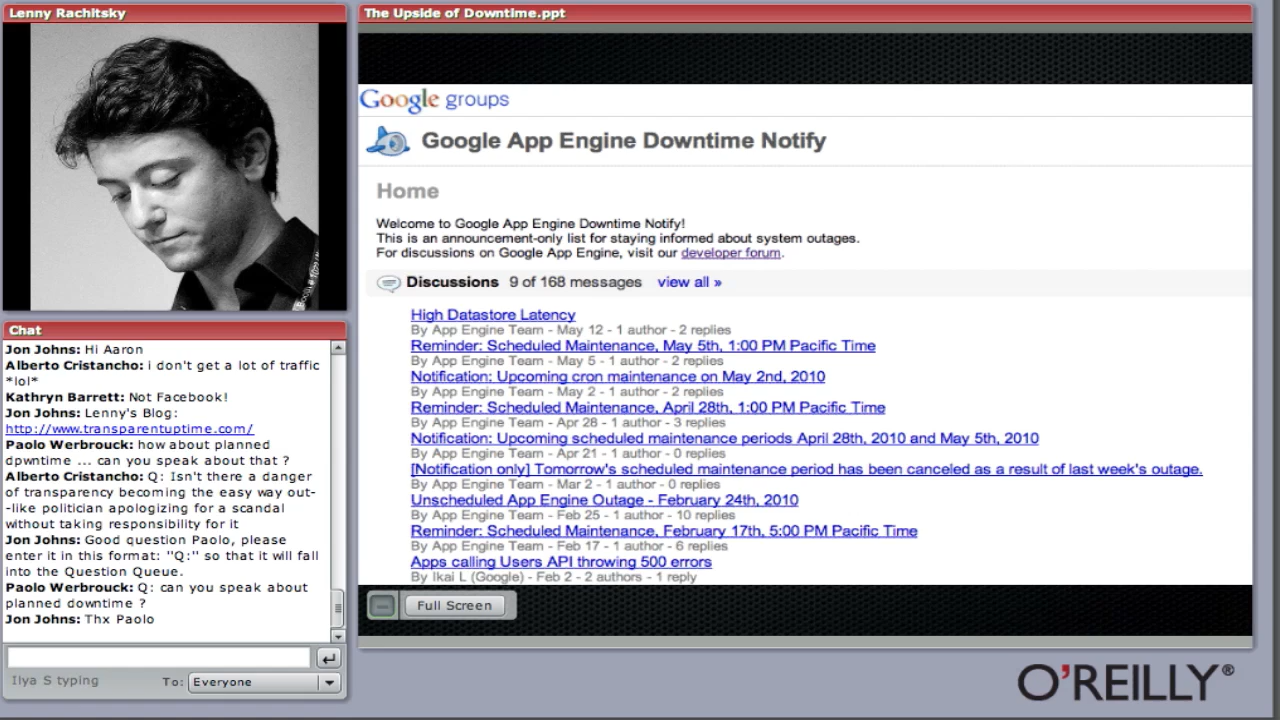 Lenny Rachitsky
The Upside of Downtime.ppt
Google groups
Google App Engine Downtime Notify
Home
Welcome to Google App Engine Downtime Notify!
This is an announcement-only list for staying informed about system outages.
For discussions on Google App Engine, visit our developer forum.
Discussions 9 of 168 messages view all »
High Datastore Latency
By App Engine Team - May 12 - 1 author - 2 replies
Reminder: Scheduled Maintenance, May 5th, 1:00 PM Pacific Time
By App Engine Team - May 5 - 1 author - 2 replies
Notification: Upcoming cron maintenance on May 2nd, 2010
By App Engine Team - May 2 - 1 author - 2 replies
Reminder: Scheduled Maintenance, April 28th, 1:00 PM Pacific Time
By App Engine Team - Apr 28 - 1 author - 3 replies
Notification: Upcoming scheduled maintenance periods April 28th, 2010 and May 5th, 2010
By App Engine Team - Apr 21 - 1 author - 0 replies
[Notification only] Tomorrow's scheduled maintenance period has been canceled as a result of last week's outage.
By App Engine Team - Mar 2 - 1 author - 0 replies
Unscheduled App Engine Outage - February 24th, 2010
By App Engine Team - Feb 25 - 1 author - 10 replies
Reminder: Scheduled Maintenance, February 17th, 5:00 PM Pacific Time
By App Engine Team - Feb 17 - 1 author - 6 replies
Apps calling Users API throwing 500 errors
By Ikai L (Google) - Feb 2 - 2 authors - 1 reply
Full Screen
Chat
Jon Johns: Hi Aaron
Alberto Cristancho: i don't get a lot of traffic
*lol*
Kathryn Barrett: Not Facebook!
Jon Johns: Lenny's Blog:
http://www.transparentuptime.com/
Paolo Werbrouck: how about planned
dpwntime ... can you speak about that ?
Alberto Cristancho: Q: Isn't there a danger
of transparency becoming the easy way out-
-like politician apologizing for a scandal
without taking responsibility for it
Jon Johns: Good question Paolo, please
enter it in this format: "Q:" so that it will fall
into the Question Queue.
Paolo Werbrouck: Q: can you speak about
planned downtime ?
Jon Johns: Thx Paolo
Ilya S typing
To: Everyone
O'REILLY®